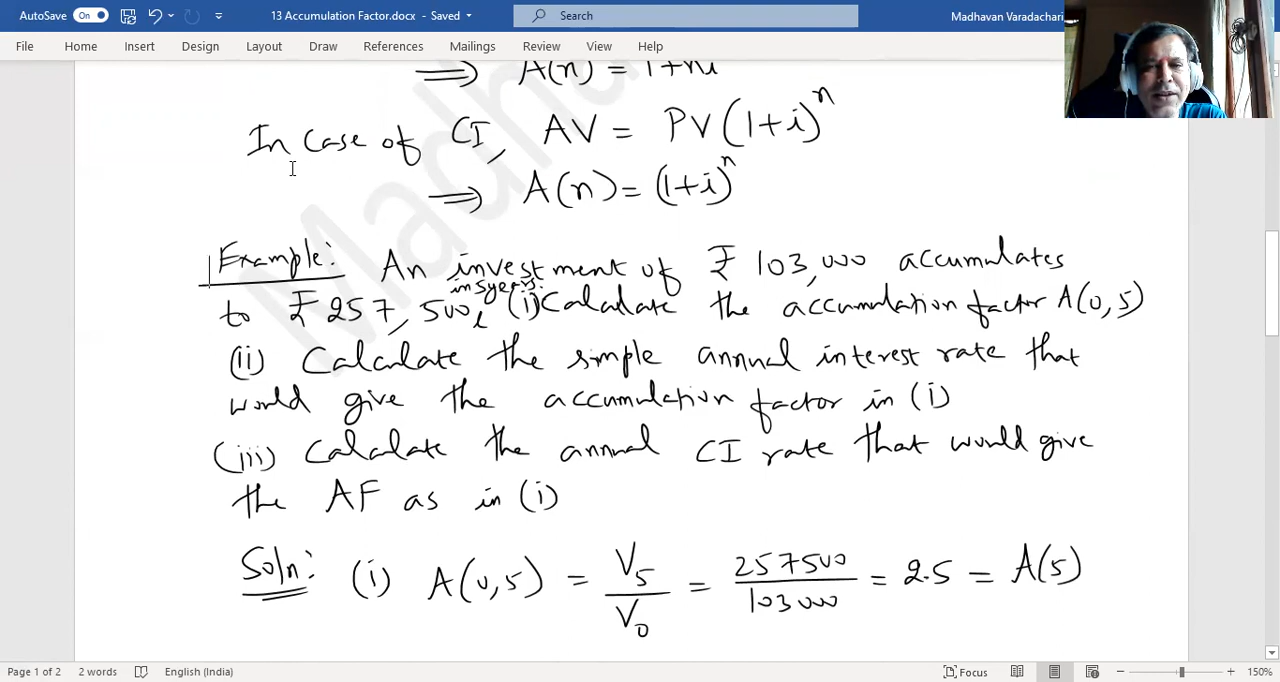 AutoSave On 13 Accumulation Factor.docx - Saved Search Madhavan Varadachari
File Home Insert Design Layout Draw References Mailings Review View Help
⟹ A(n) = 1+ni
In case of CI, AV = PV(1+i)^n
⟹ A(n) = (1+i)^n
Example: An investment of ₹ 103,000 accumulates
in 5 years.
to ₹ 257,500, (i) Calculate the accumulation factor A(0,5)
(ii) Calculate the simple annual interest rate that
would give the accumulation factor in (i)
(iii) Calculate the annual CI rate that would give
the AF as in (i)
Soln: (i) A(0,5) = V5/V0 = 257500/103000 = 2.5 = A(5)
Madha
Page 1 of 2 2 words English (India) Focus 150%